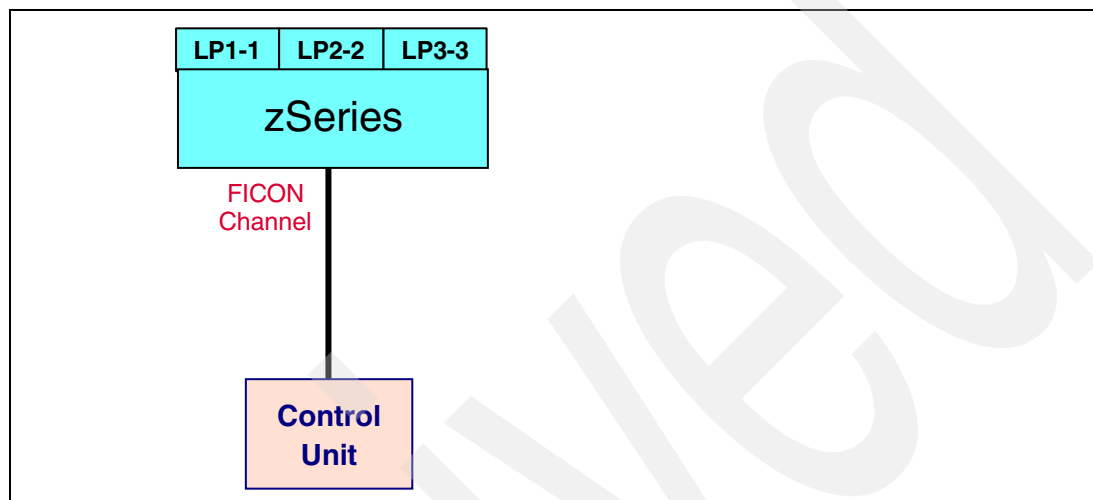 LP1-1 LP2-2 LP3-3
zSeries
FICON
Channel
Control
Unit